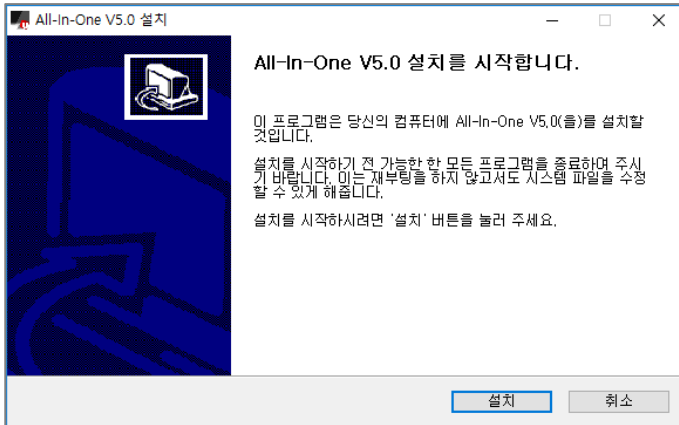 All-In-One V5.0 설치
All-In-One V5.0 설치를 시작합니다.
이 프로그램은 당신의 컴퓨터에 All-In-One V5.0(을)를 설치할
것입니다.
설치를 시작하기 전 가능한 한 모든 프로그램을 종료하여 주시
기 바랍니다. 이는 재부팅을 하지 않고서도 시스템 파일을 수정
할 수 있게 해줍니다.
설치를 시작하시려면 '설치' 버튼을 눌러 주세요.
설치
취소